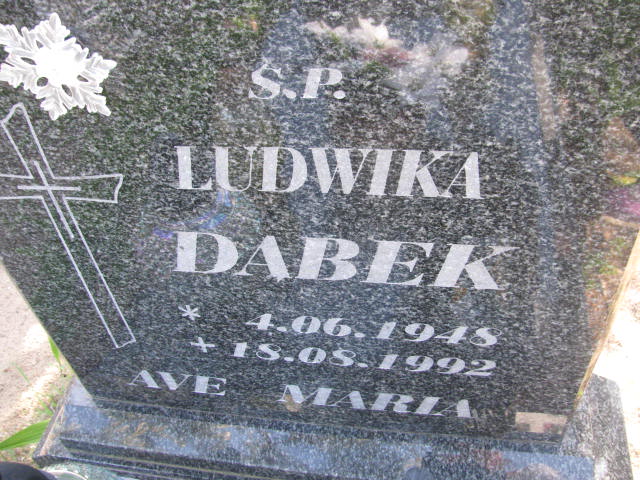 Ś.P.
LUDWIKA
DĄBEK
* 4.06.1948
+ 18.08.1992
AVE MARIA